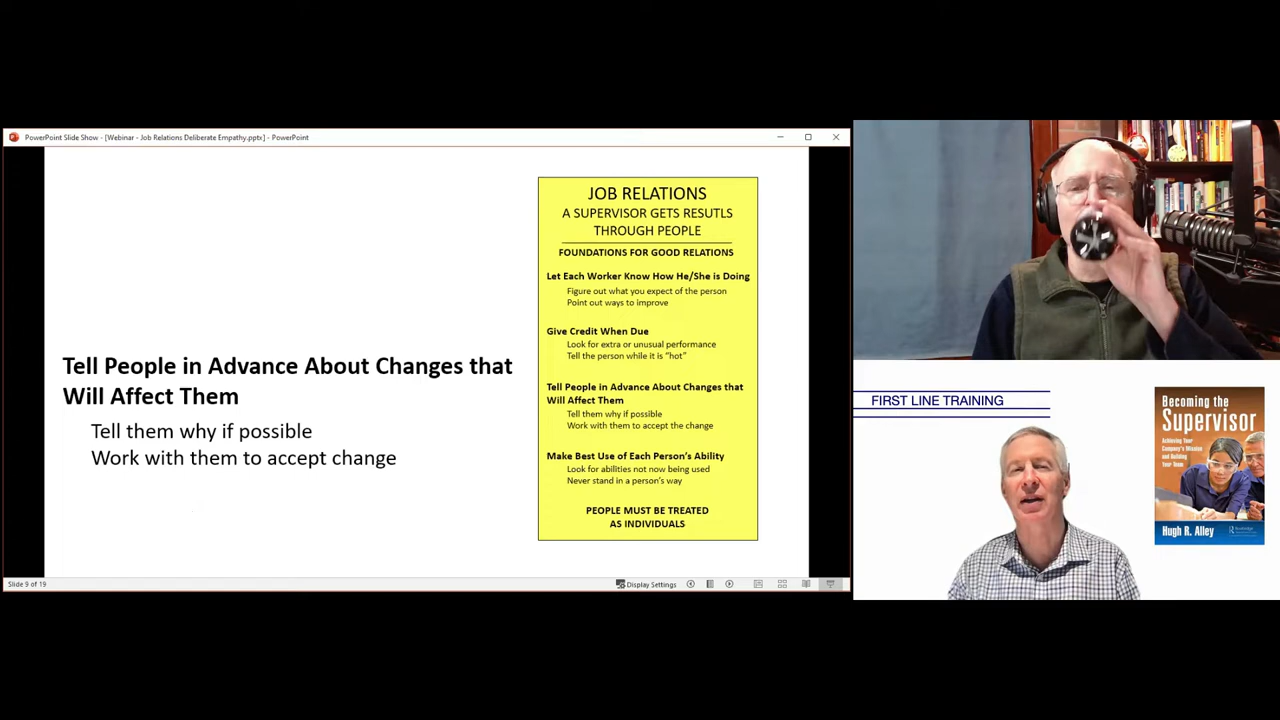 PowerPoint Slide Show - [Webinar - Job Relations Deliberate Empathy.pptx] - PowerPoint
Tell People in Advance About Changes that
Will Affect Them
Tell them why if possible
Work with them to accept change
JOB RELATIONS
A SUPERVISOR GETS RESUTLS
THROUGH PEOPLE
FOUNDATIONS FOR GOOD RELATIONS
Let Each Worker Know How He/She is Doing
Figure out what you expect of the person
Point out ways to improve
Give Credit When Due
Look for extra or unusual performance
Tell the person while it is “hot”
Tell People in Advance About Changes that
Will Affect Them
Tell them why if possible
Work with them to accept the change
Make Best Use of Each Person’s Ability
Look for abilities not now being used
Never stand in a person’s way
PEOPLE MUST BE TREATED
AS INDIVIDUALS
Slide 9 of 19
Display Settings
FIRST LINE TRAINING
Becoming the
Supervisor
Achieving Your
Company's Mission
and Building
Your Team
Hugh R. Alley
Routledge